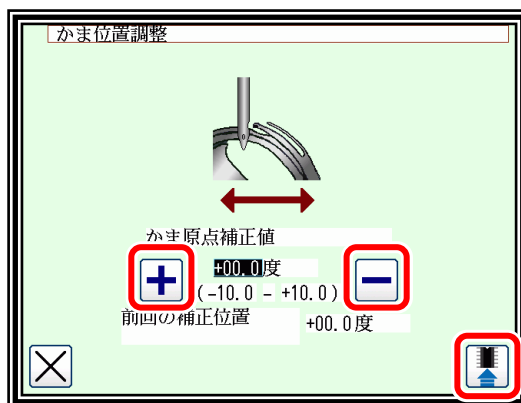 かま位置調整
かま原点補正値
+00.0度
(-10.0 - +10.0)
前回の補正位置 +00.0度